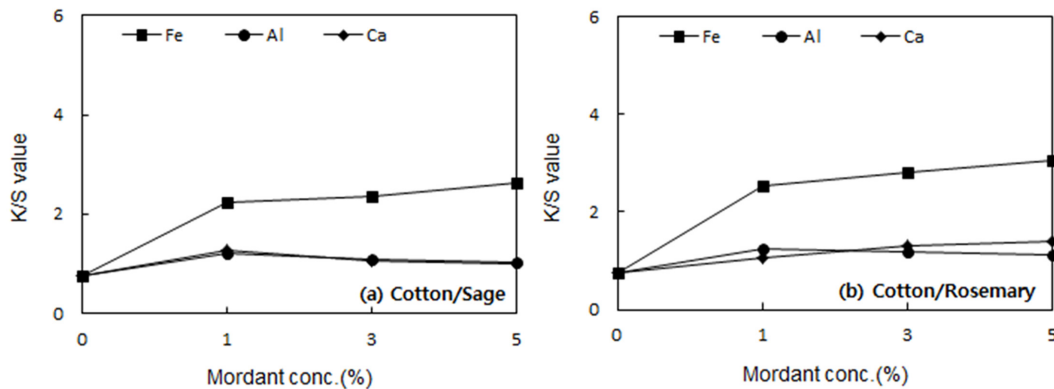 6
Fe Al Ca
4
K/S value
2
(a) Cotton/Sage
0
0 1 3 5
Mordant conc.(%)
6
Fe Al Ca
4
K/S value
2
(b) Cotton/Rosemary
0
0 1 3 5
Mordant conc.(%)